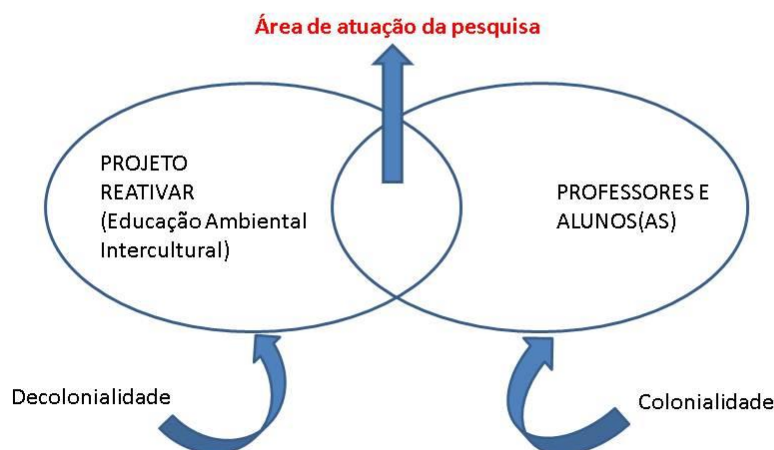 Área de atuação da pesquisa
PROJETO
REATIVAR
(Educação Ambiental
Intercultural)
PROFESSORES E
ALUNOS(AS)
Decolonialidade
Colonialidade